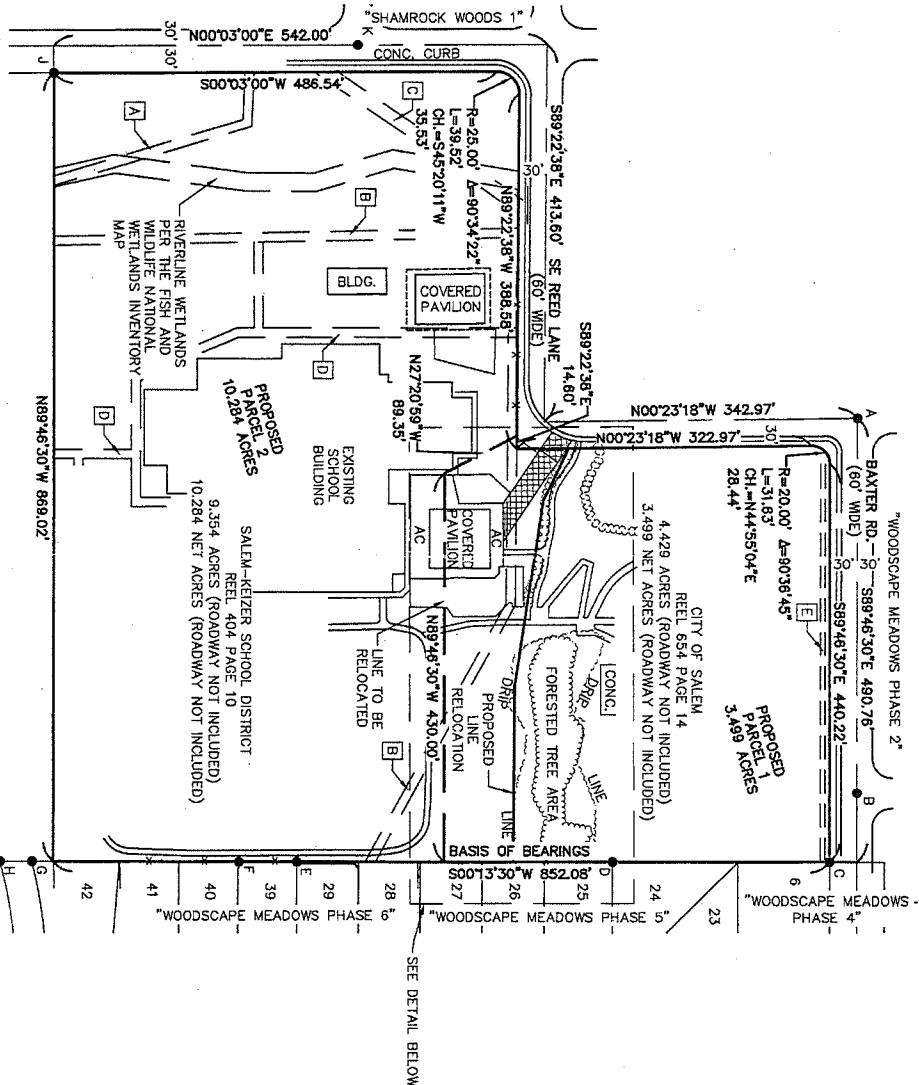 "SHAMROCK WOODS 1"
N00°03'00"E 542.00'
30' 30'
K
J
CONC. CURB
S00°03'00"W 486.54'
A
C
R=25.00' Δ=90°34'22"
L=39.52'
CH.=S45°20'11"W
35.53'
S89°22'38"E 413.60'
SE REED LANE
(60' WIDE)
30'
N89°22'38"W 388.58'
B
RIVERLINE WETLANDS
PER THE FISH AND
WILDLIFE NATIONAL
WETLANDS INVENTORY
MAP
BLDG.
COVERED
PAVILION
D
D
S89°22'38"E
14.60'
N27°20'59"W
89.35'
N00°23'18"W 342.97'
N00°23'18"W 322.97'
30'
A
BAXTER RD.
(60' WIDE)
30' 30'
"WOODSCAPE MEADOWS PHASE 2"
S89°46'30"E 490.76'
R=20.00' Δ=90°36'45"
L=31.63'
CH.=N44°55'04"E
28.44'
E
S89°46'30"E 440.22'
B
C
PROPOSED
PARCEL 1
3.499 ACRES
CITY OF SALEM
REEL 654 PAGE 14
4.429 ACRES (ROADWAY NOT INCLUDED)
3.499 NET ACRES (ROADWAY NOT INCLUDED)
PROPOSED
PARCEL 2
10.284 ACRES
EXISTING
SCHOOL
BUILDING
AC
COVERED
PAVILION
AC
SALEM-KEIZER SCHOOL DISTRICT
REEL 404 PAGE 10
9.354 ACRES (ROADWAY NOT INCLUDED)
10.284 NET ACRES (ROADWAY NOT INCLUDED)
N89°46'30"W 869.02'
LINE TO BE
RELOCATED
N89°46'30"W 430.00'
B
PROPOSED
LINE
RELOCATION
CONC.
DRIP
LINE
FORESTED TREE AREA
DRIP
LINE
BASIS OF BEARINGS
S00°13'30"W 852.08'
H
G
F
E
D
42
41
40
39
29
28
27
26
25
24
23
6
"WOODSCAPE MEADOWS PHASE 6"
"WOODSCAPE MEADOWS PHASE 5"
"WOODSCAPE MEADOWS -
PHASE 4"
SEE DETAIL BELOW